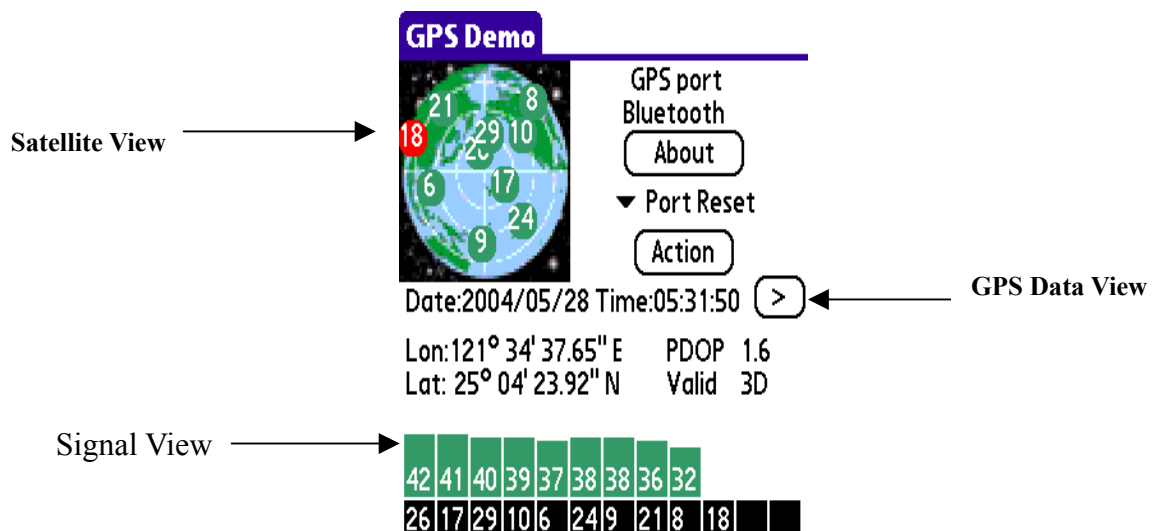 GPS Demo
GPS port
Bluetooth
About
Port Reset
Action
Satellite View
21
8
18
29
10
26
6
17
24
9
Date:2004/05/28 Time:05:31:50 >
GPS Data View
Lon:121° 34' 37.65" E PDOP 1.6
Lat: 25° 04' 23.92" N Valid 3D
Signal View
42 41 40 39 37 38 38 36 32
26 17 29 10 6 24 9 21 8 18